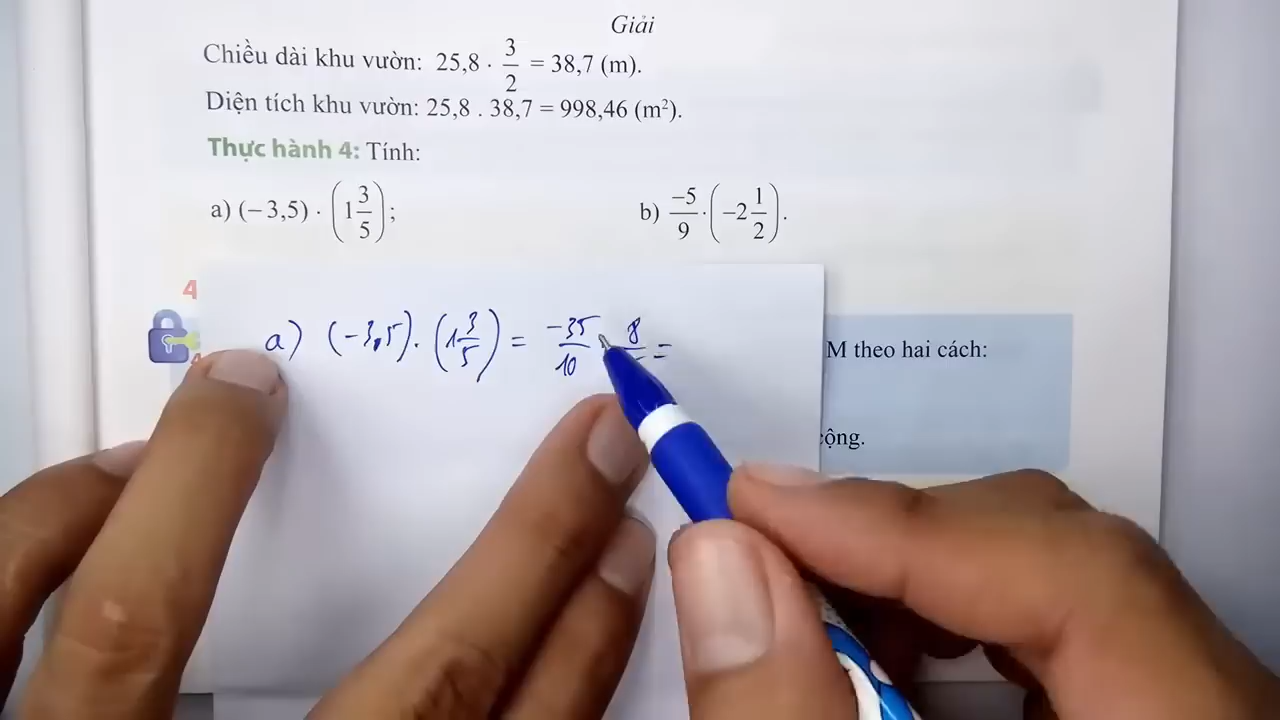 Giải
Chiều dài khu vườn: 25,8 · 3/2 = 38,7 (m).
Diện tích khu vườn: 25,8 . 38,7 = 998,46 (m²).
Thực hành 4: Tính:
a) (−3,5) · (1 3/5);
b) −5/9 · (−2 1/2).
4
a) (−3,5) . (1 3/5) = −35/10 8 =
M theo hai cách:
cộng.